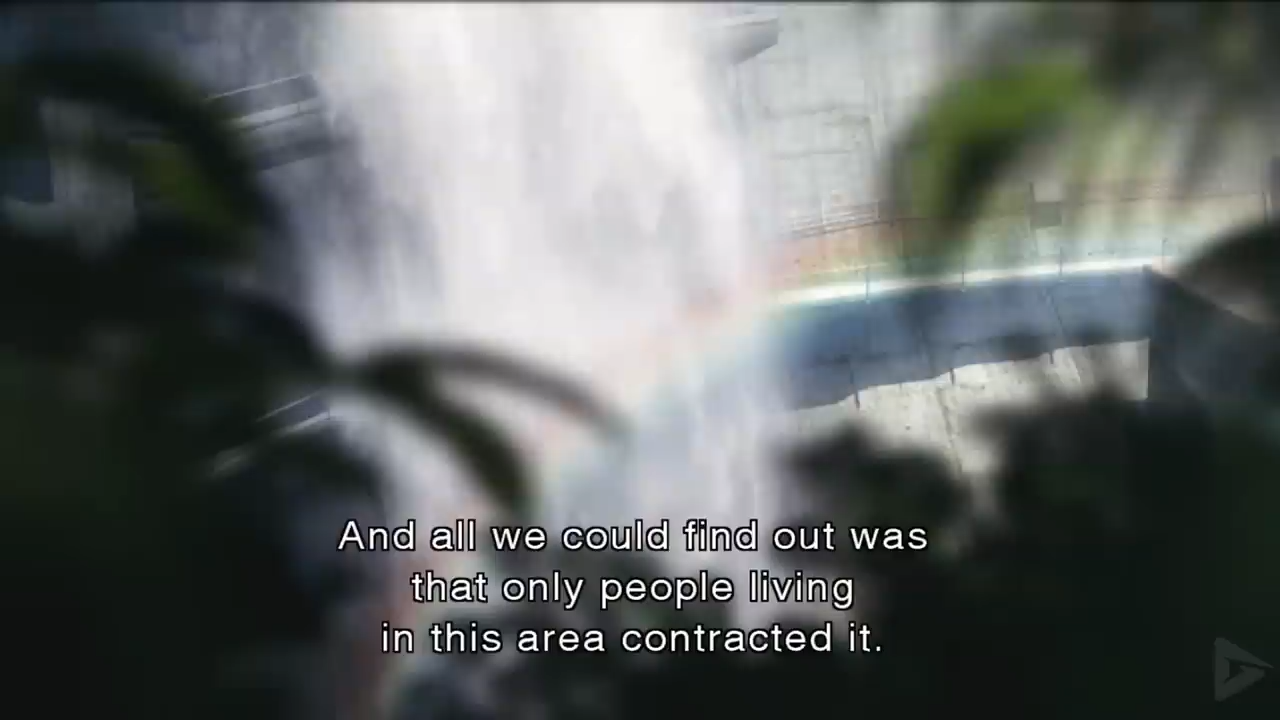 And all we could find out was
that only people living
in this area contracted it.